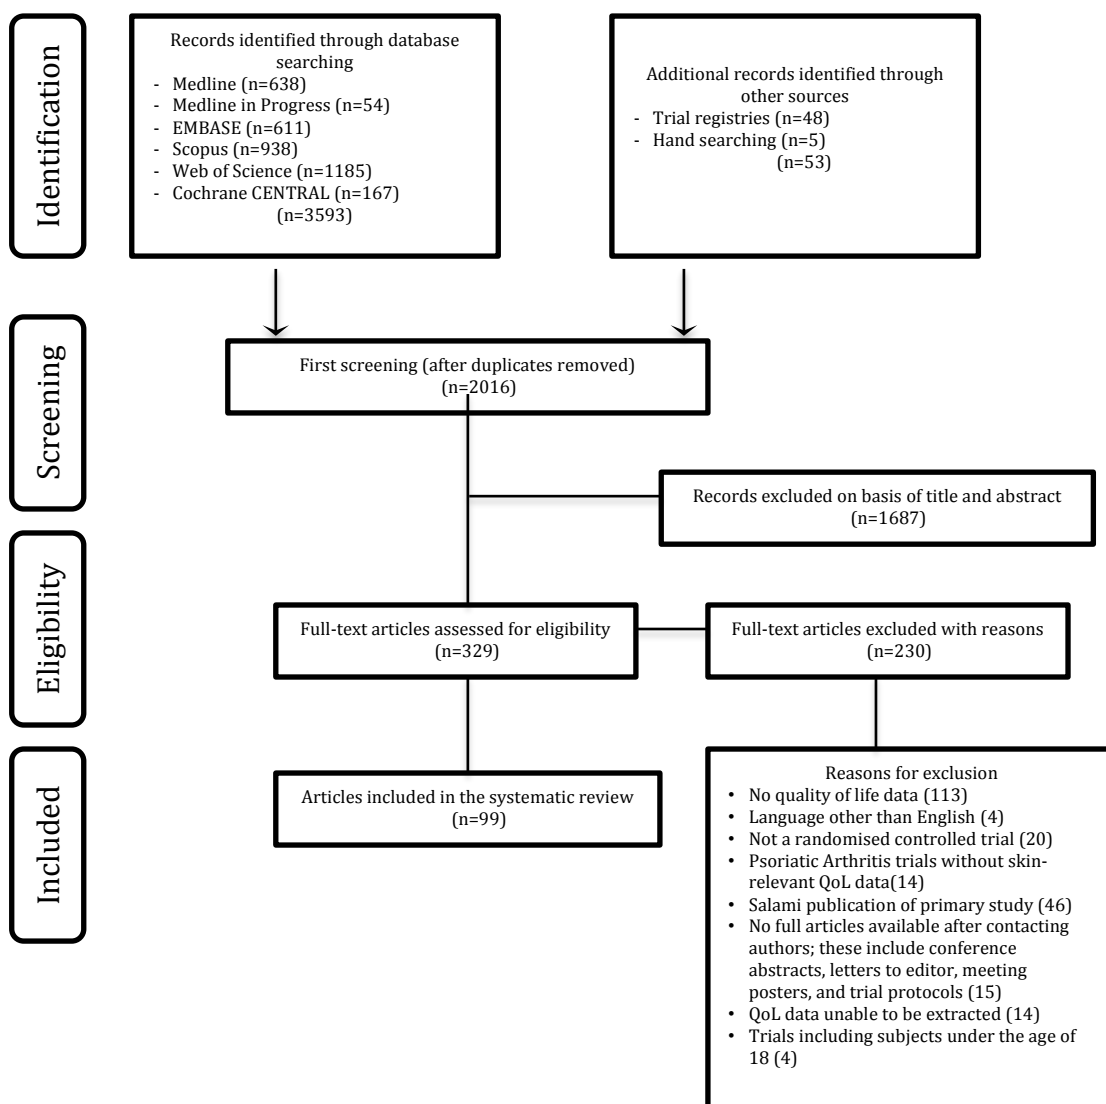 Identification
Records identified through database
searching
- Medline (n=638)
- Medline in Progress (n=54)
- EMBASE (n=611)
- Scopus (n=938)
- Web of Science (n=1185)
- Cochrane CENTRAL (n=167)
(n=3593)
Additional records identified through
other sources
- Trial registries (n=48)
- Hand searching (n=5)
(n=53)
Screening
First screening (after duplicates removed)
(n=2016)
Records excluded on basis of title and abstract
(n=1687)
Eligibility
Full-text articles assessed for eligibility
(n=329)
Full-text articles excluded with reasons
(n=230)
Included
Articles included in the systematic review
(n=99)
Reasons for exclusion
• No quality of life data (113)
• Language other than English (4)
• Not a randomised controlled trial (20)
• Psoriatic Arthritis trials without skin-
relevant QoL data(14)
• Salami publication of primary study (46)
• No full articles available after contacting
authors; these include conference
abstracts, letters to editor, meeting
posters, and trial protocols (15)
• QoL data unable to be extracted (14)
• Trials including subjects under the age of
18 (4)